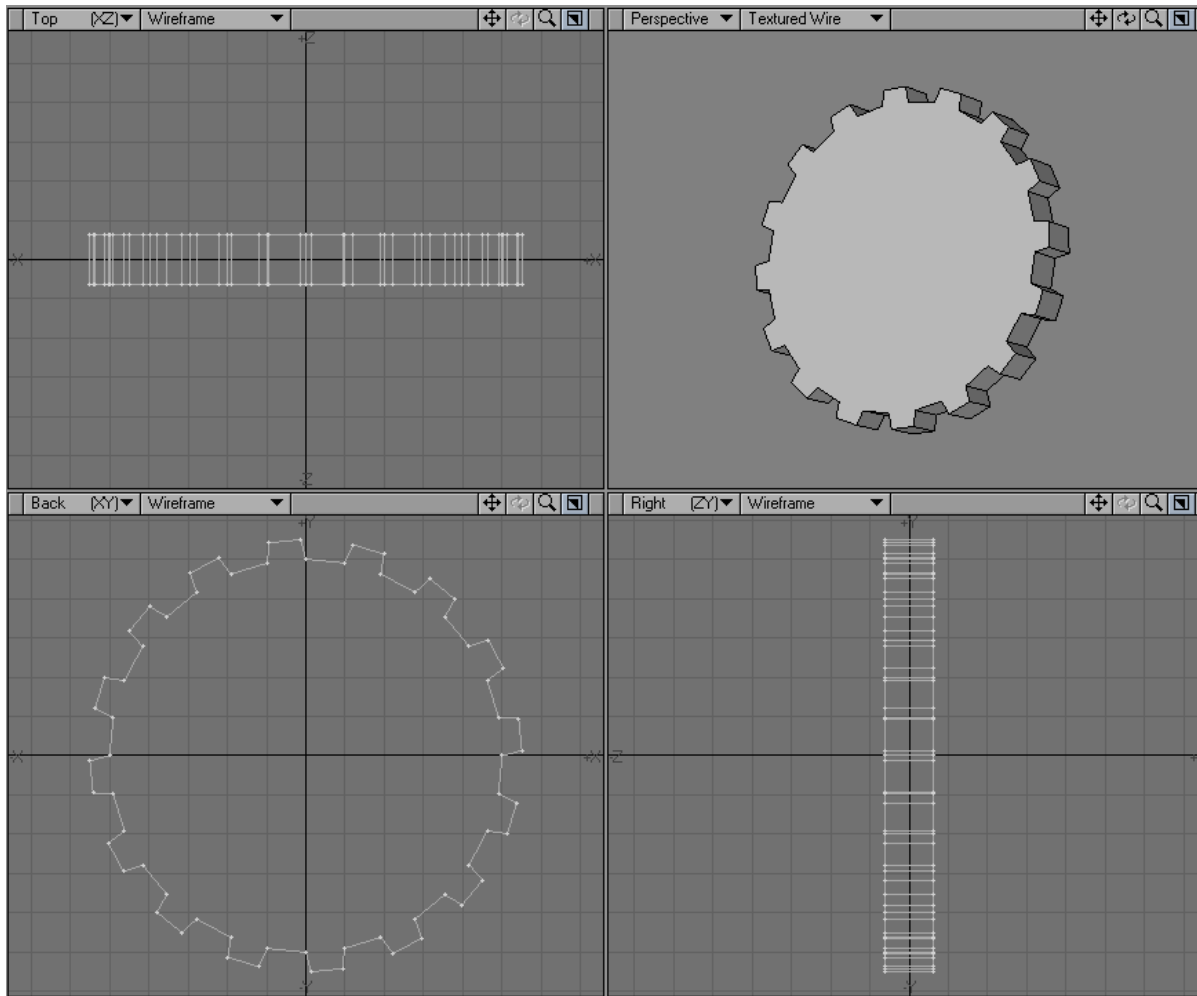 Top (XZ) Wireframe
Perspective Textured Wire
+Z
-X +X
-Z
Back (XY) Wireframe
Right (ZY) Wireframe
+Y
+Y
-X +X
-Z
-Y
-Y